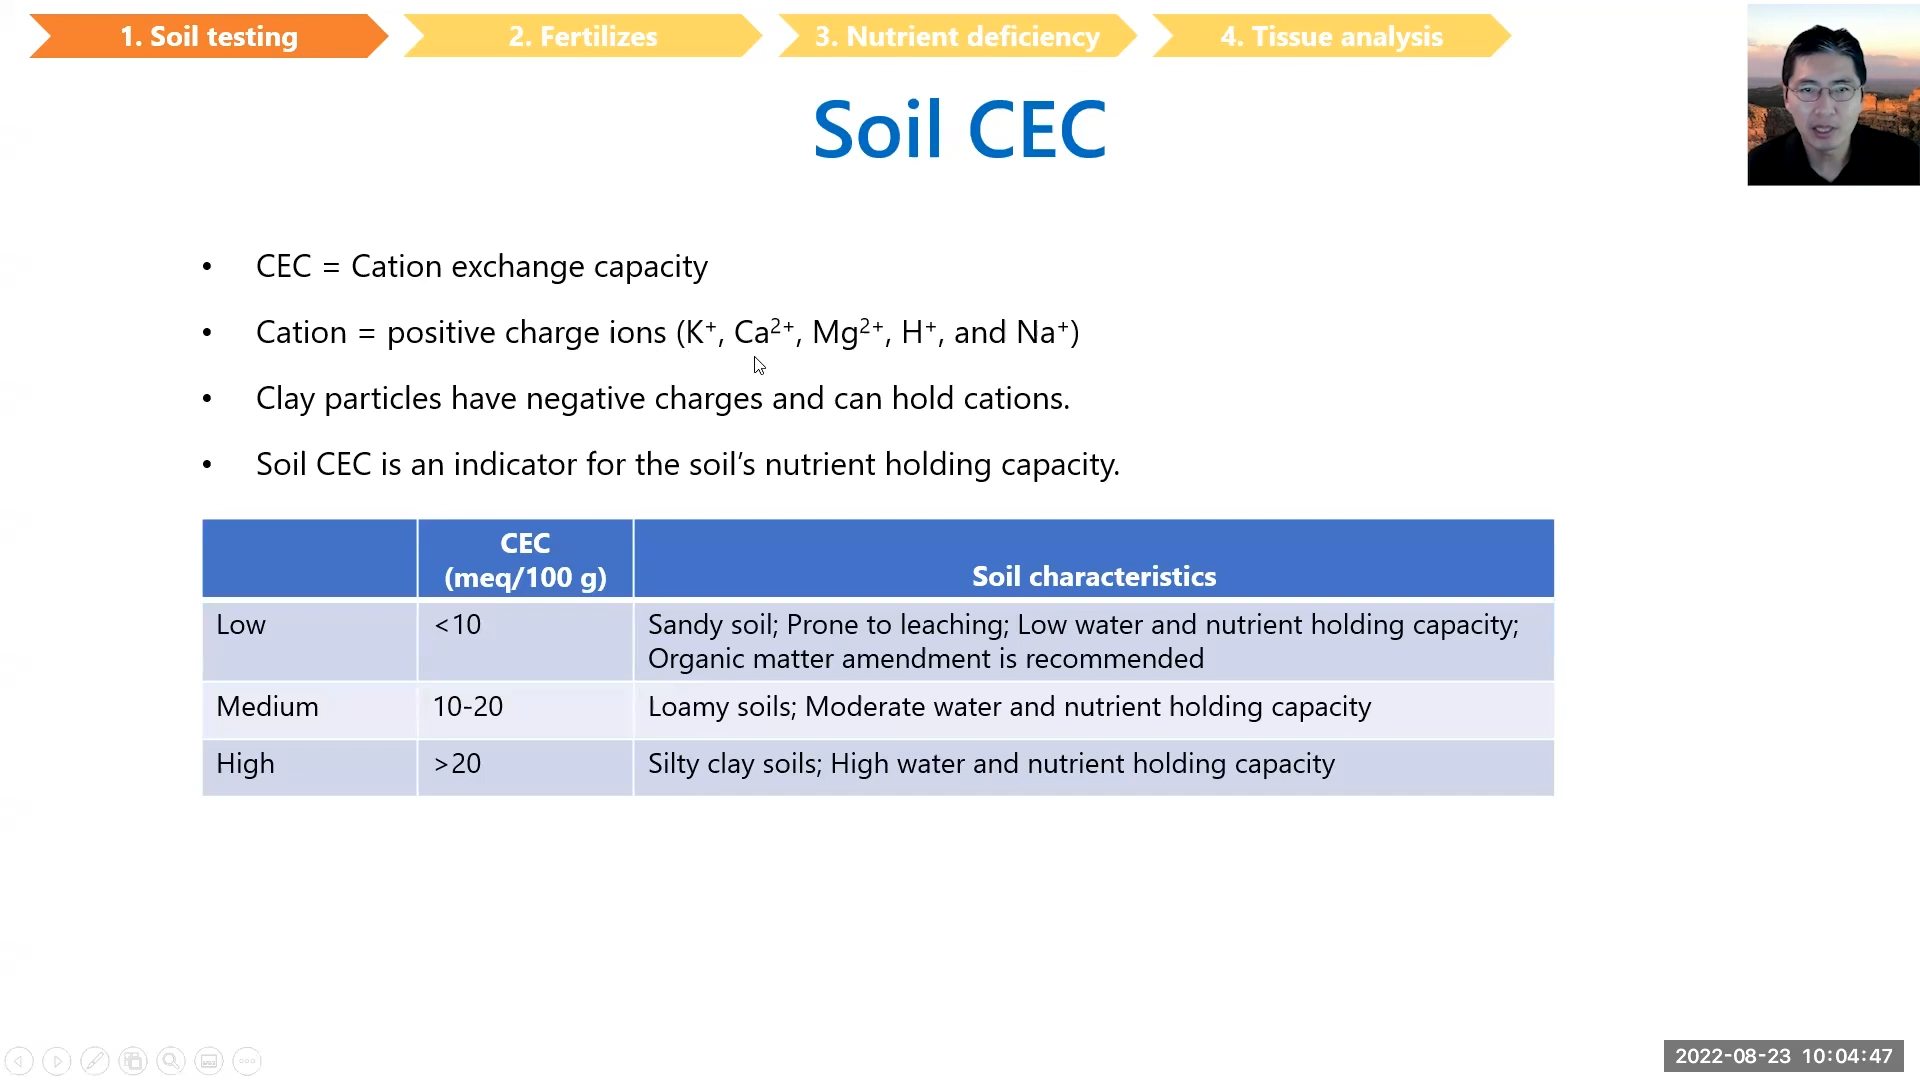 1. Soil testing
2. Fertilizes
3. Nutrient deficiency
4. Tissue analysis
Soil CEC
• CEC = Cation exchange capacity
• Cation = positive charge ions (K⁺, Ca²⁺, Mg²⁺, H⁺, and Na⁺)
• Clay particles have negative charges and can hold cations.
• Soil CEC is an indicator for the soil’s nutrient holding capacity.
CEC
(meq/100 g)
Soil characteristics
Low
<10
Sandy soil; Prone to leaching; Low water and nutrient holding capacity;
Organic matter amendment is recommended
Medium
10-20
Loamy soils; Moderate water and nutrient holding capacity
High
>20
Silty clay soils; High water and nutrient holding capacity
2022-08-23 10:04:47